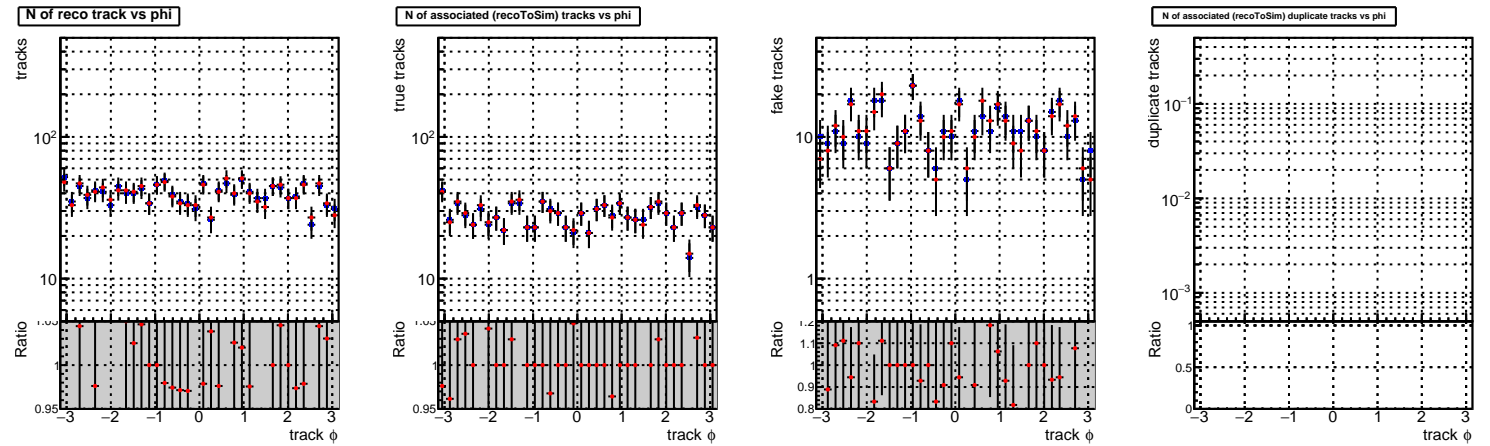 N of reco track vs phi
tracks
10²
10
Ratio
1.05
1
0.95
−3 −2 −1 0 1 2 3
track ϕ
N of associated (recoToSim) tracks vs phi
true tracks
10²
10
Ratio
1.05
1
0.95
−3 −2 −1 0 1 2 3
track ϕ
fake tracks
10
1
Ratio
1.2
1.1
1
0.9
0.8
−3 −2 −1 0 1 2 3
track ϕ
N of associated (recoToSim) duplicate tracks vs phi
duplicate tracks
10⁻¹
10⁻²
10⁻³
Ratio
1
0.5
0
−3 −2 −1 0 1 2 3
track ϕ